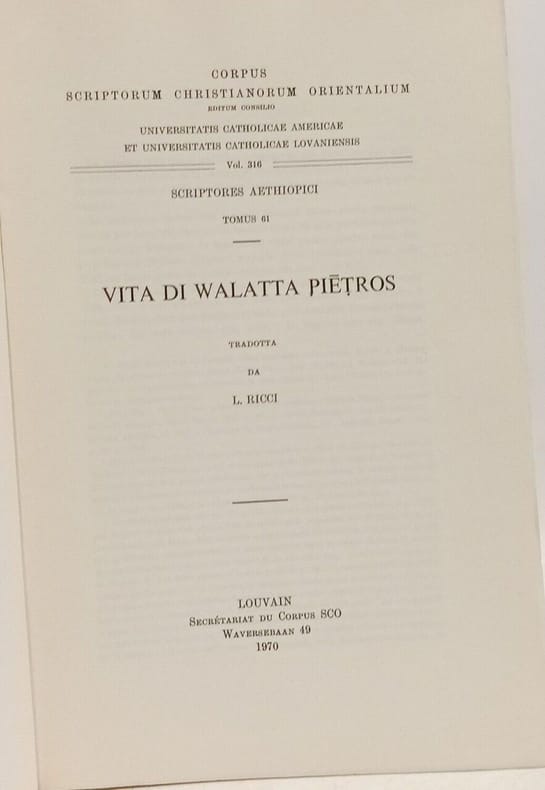 CORPUS
SCRIPTORUM CHRISTIANORUM ORIENTALIUM
EDITUM CONSILIO
UNIVERSITATIS CATHOLICAE AMERICAE
ET UNIVERSITATIS CATHOLICAE LOVANIENSIS
Vol. 316
SCRIPTORES AETHIOPICI
TOMUS 61
VITA DI WALATTA P̣IĒṬROS
TRADOTTA
DA
L. RICCI
LOUVAIN
SECRÉTARIAT DU CORPUS SCO
WAVERSEBAAN 49
1970